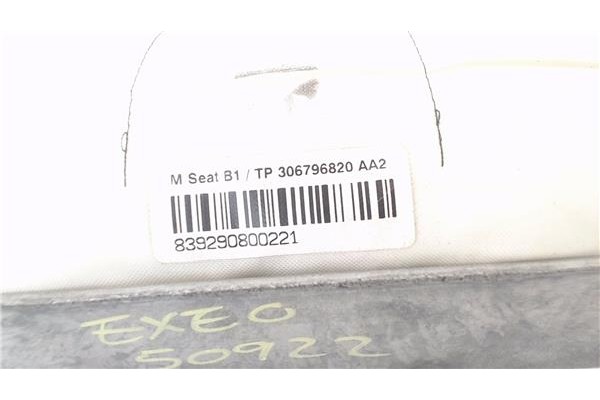 M Seat B1 / TP 306796820 AA2
839290800221
EXEO
50922